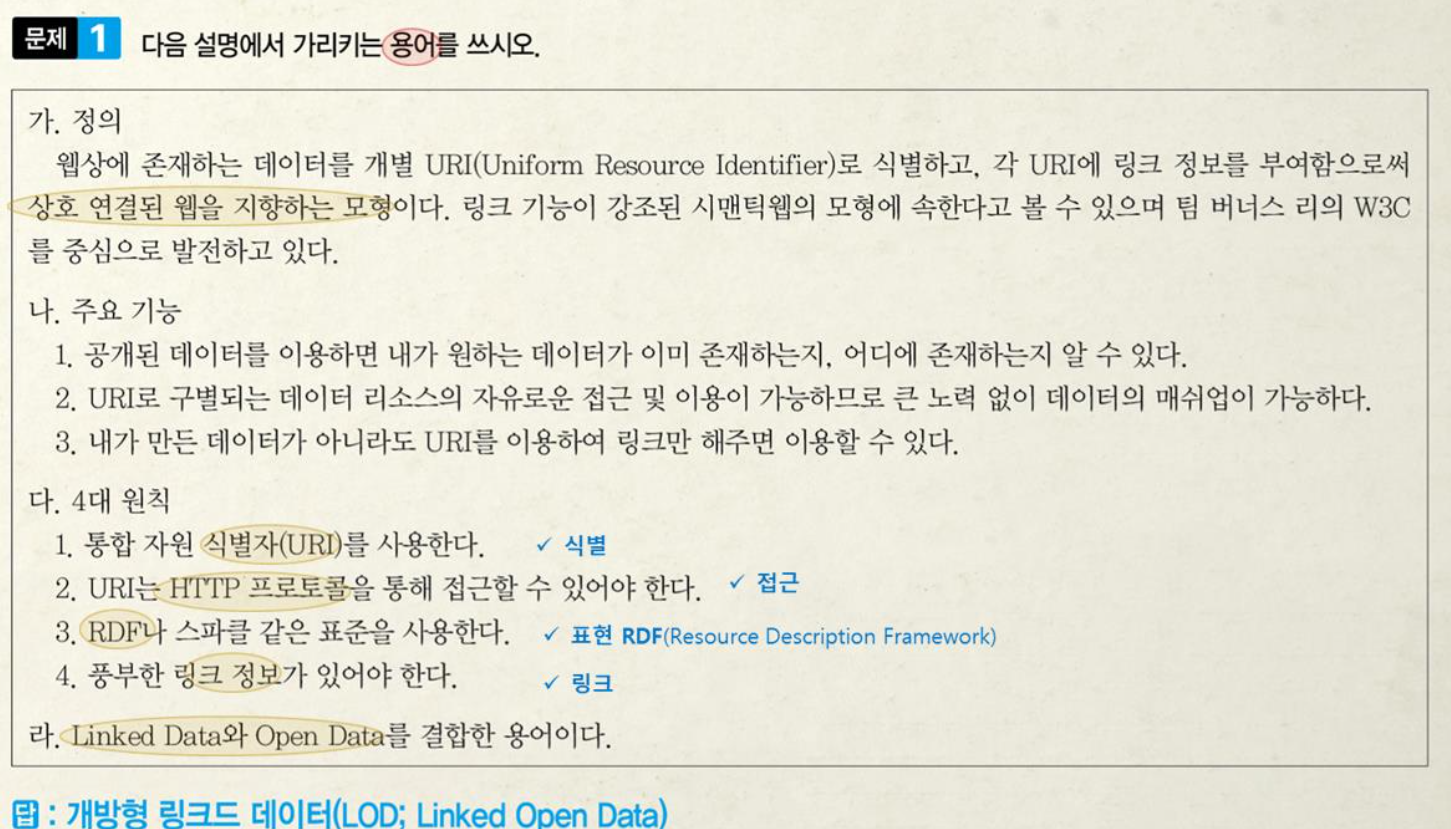 문제 1 다음 설명에서 가리키는 용어를 쓰시오.
가. 정의
웹상에 존재하는 데이터를 개별 URI(Uniform Resource Identifier)로 식별하고, 각 URI에 링크 정보를 부여함으로써
상호 연결된 웹을 지향하는 모형이다. 링크 기능이 강조된 시맨틱웹의 모형에 속한다고 볼 수 있으며 팀 버너스 리의 W3C
를 중심으로 발전하고 있다.
나. 주요 기능
1. 공개된 데이터를 이용하면 내가 원하는 데이터가 이미 존재하는지, 어디에 존재하는지 알 수 있다.
2. URI로 구별되는 데이터 리소스의 자유로운 접근 및 이용이 가능하므로 큰 노력 없이 데이터의 매쉬업이 가능하다.
3. 내가 만든 데이터가 아니라도 URI를 이용하여 링크만 해주면 이용할 수 있다.
다. 4대 원칙
1. 통합 자원 식별자(URI)를 사용한다. ✓ 식별
2. URI는 HTTP 프로토콜을 통해 접근할 수 있어야 한다. ✓ 접근
3. RDF나 스파클 같은 표준을 사용한다. ✓ 표현 RDF(Resource Description Framework)
4. 풍부한 링크 정보가 있어야 한다. ✓ 링크
라. Linked Data와 Open Data를 결합한 용어이다.
답 : 개방형 링크드 데이터(LOD; Linked Open Data)